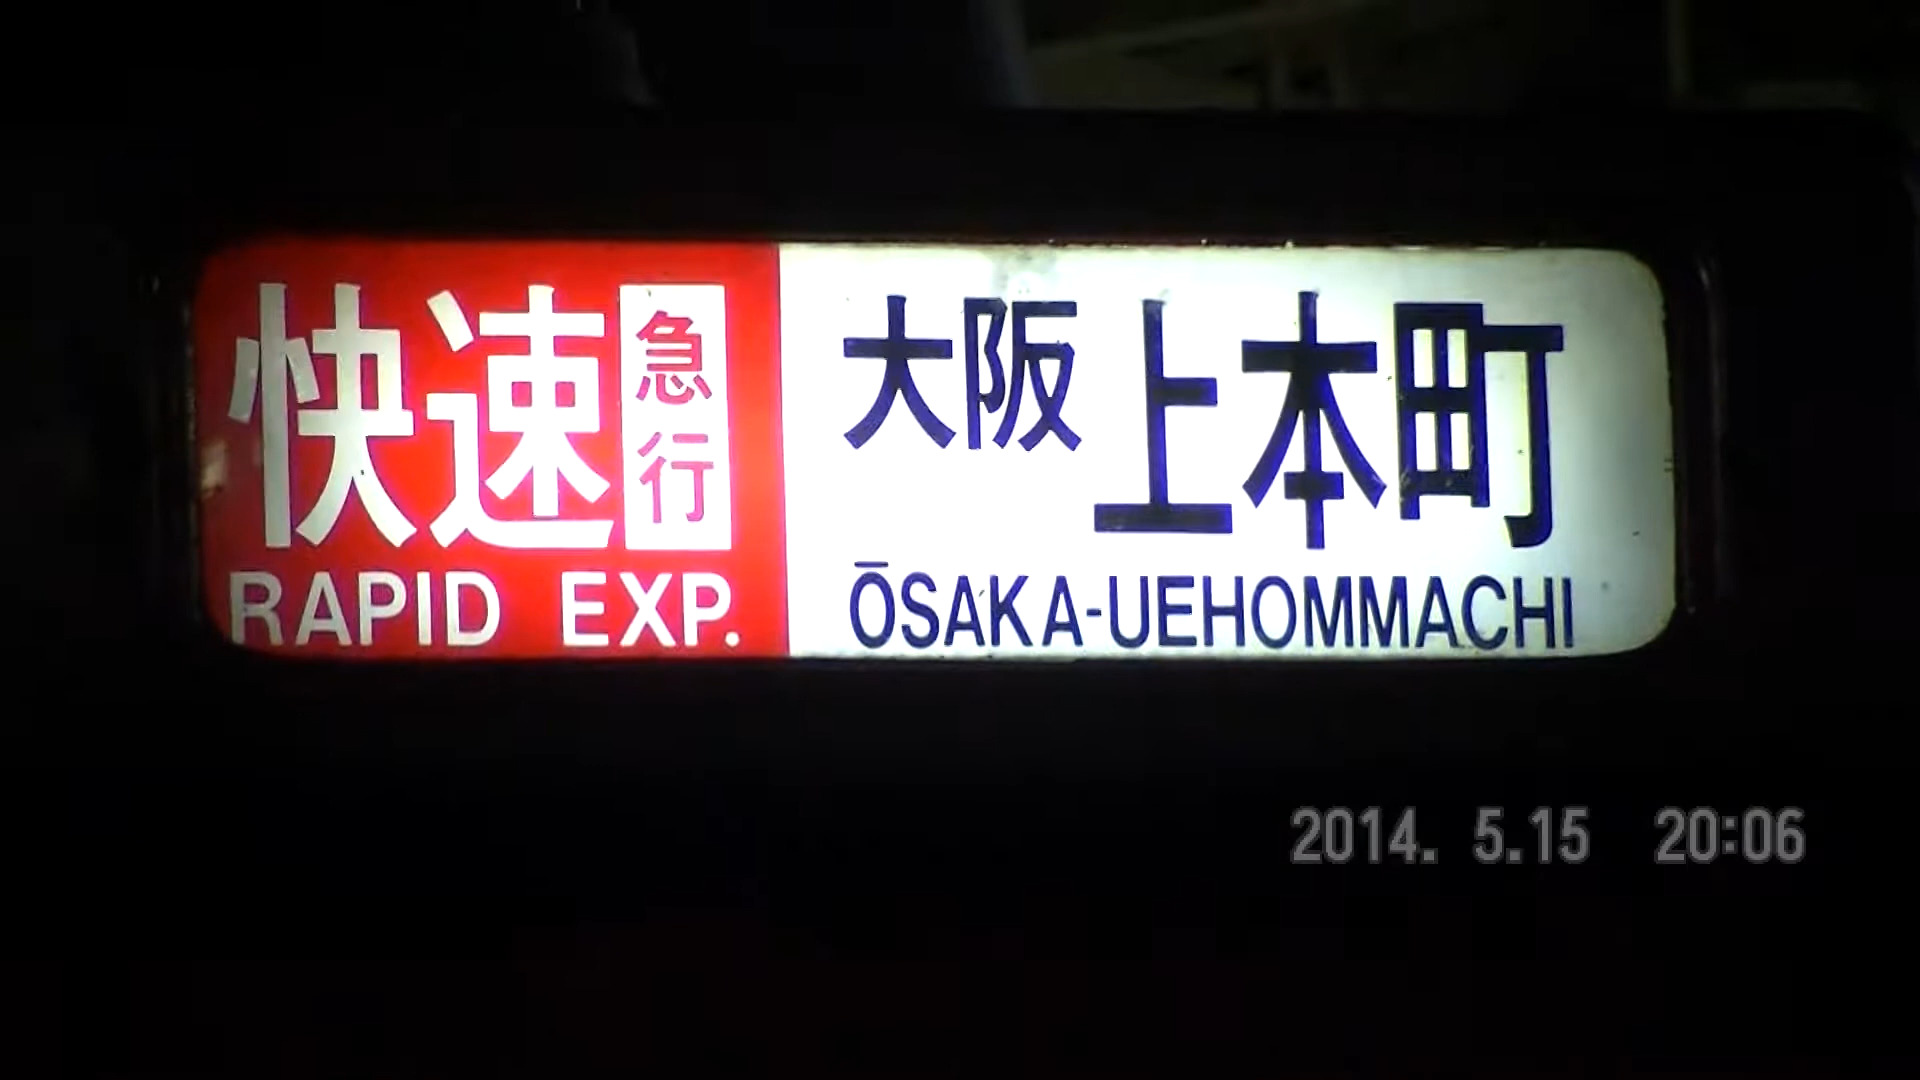 快速急行
RAPID EXP.
大阪上本町
ŌSAKA-UEHOMMACHI
2014. 5.15 20:06